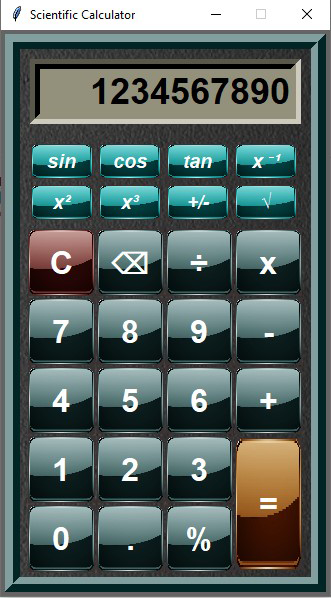 Scientific Calculator
1234567890
sin cos tan x⁻¹
x² x³ +/- √
C ⌫ ÷ x
7 8 9 -
4 5 6 +
1 2 3
=
0 . %